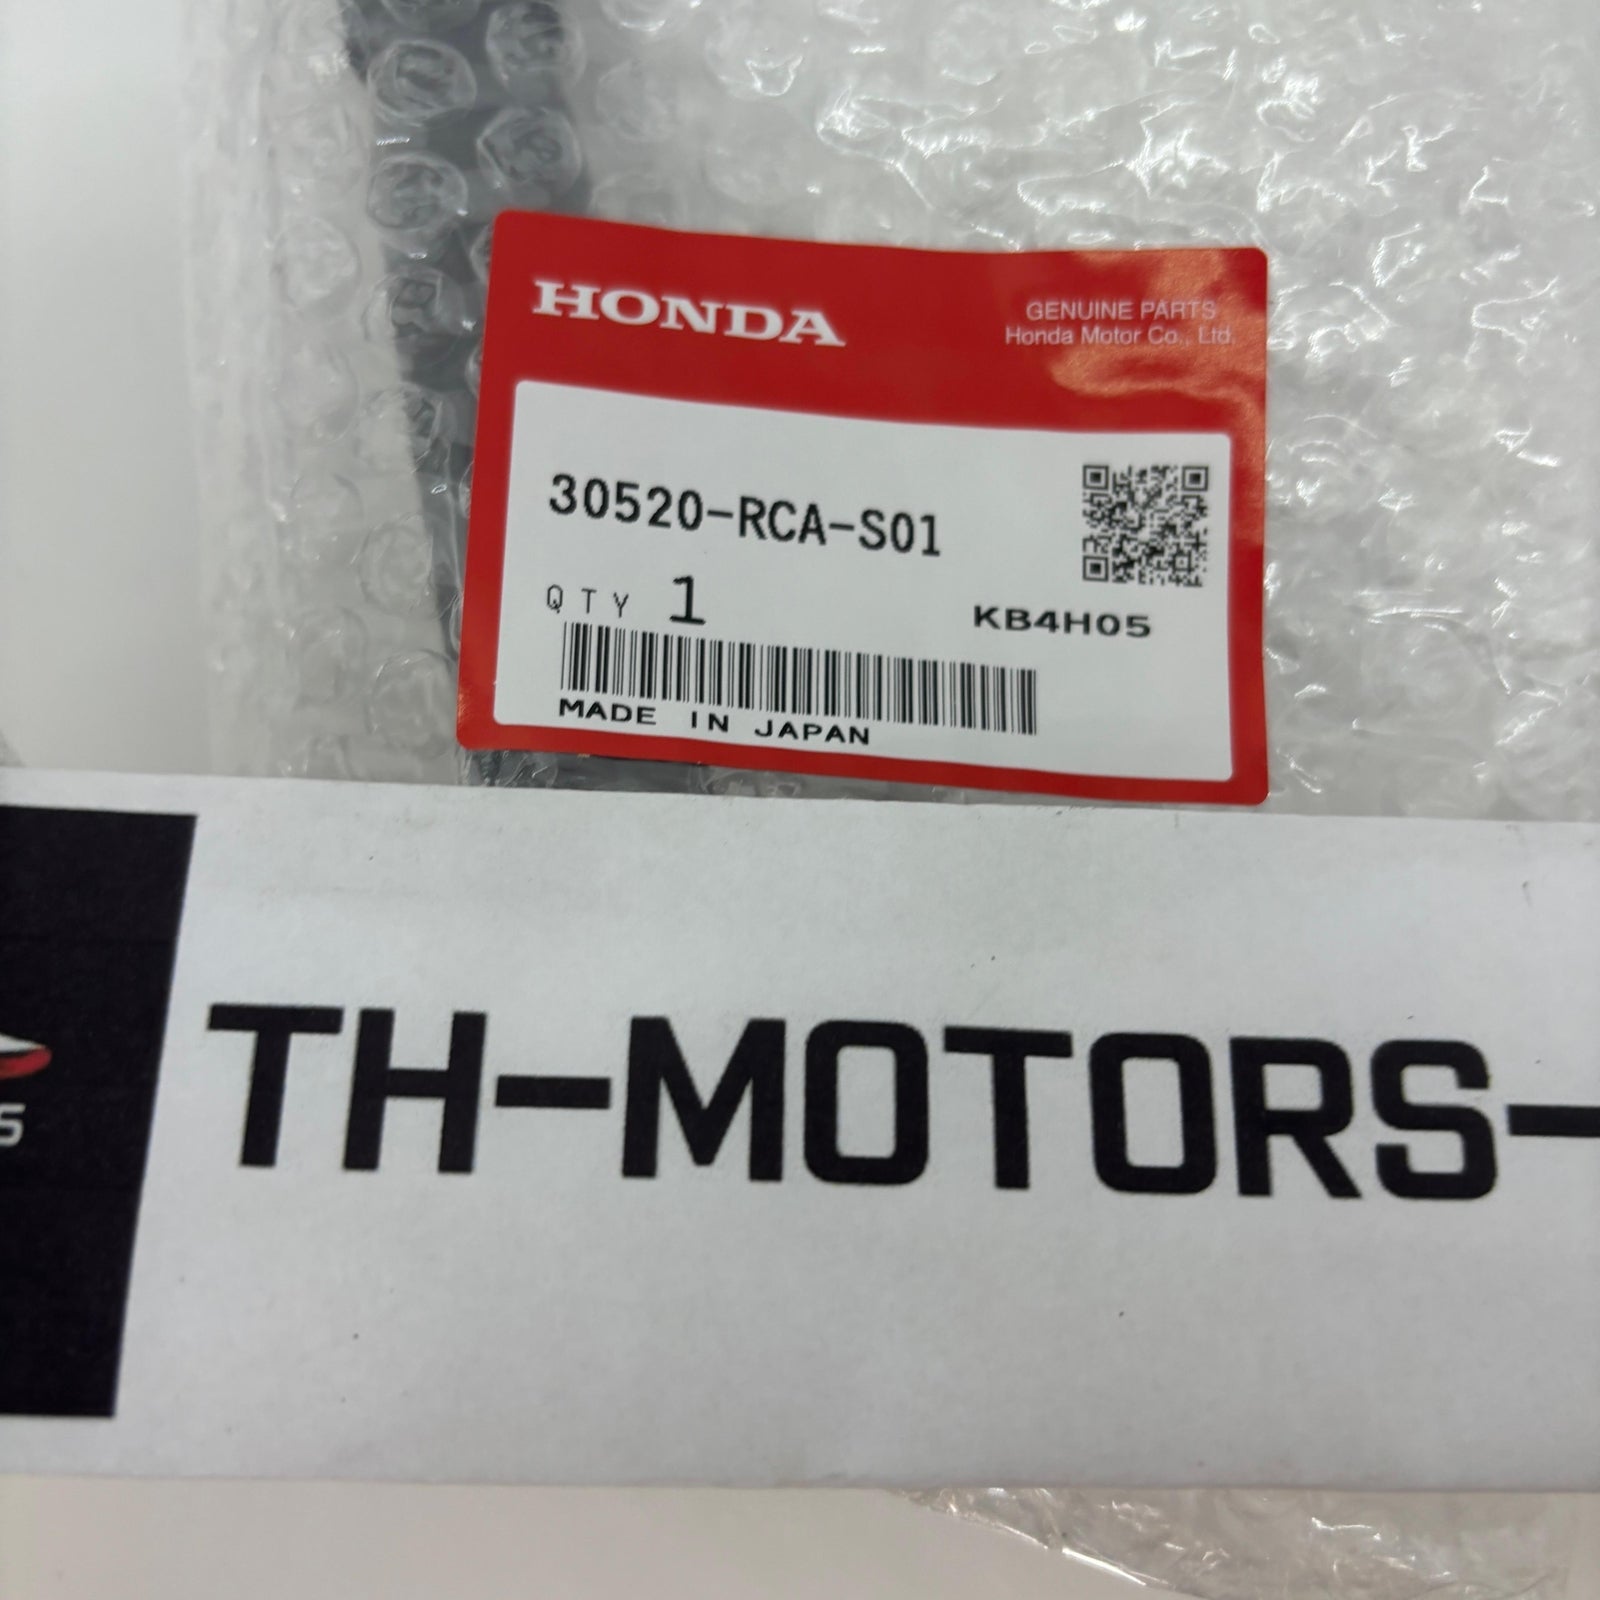 HONDA
GENUINE PARTS
Honda Motor Co., Ltd.
30520-RCA-S01
QTY 1
KB4H05
MADE IN JAPAN
TH-MOTORS-
S